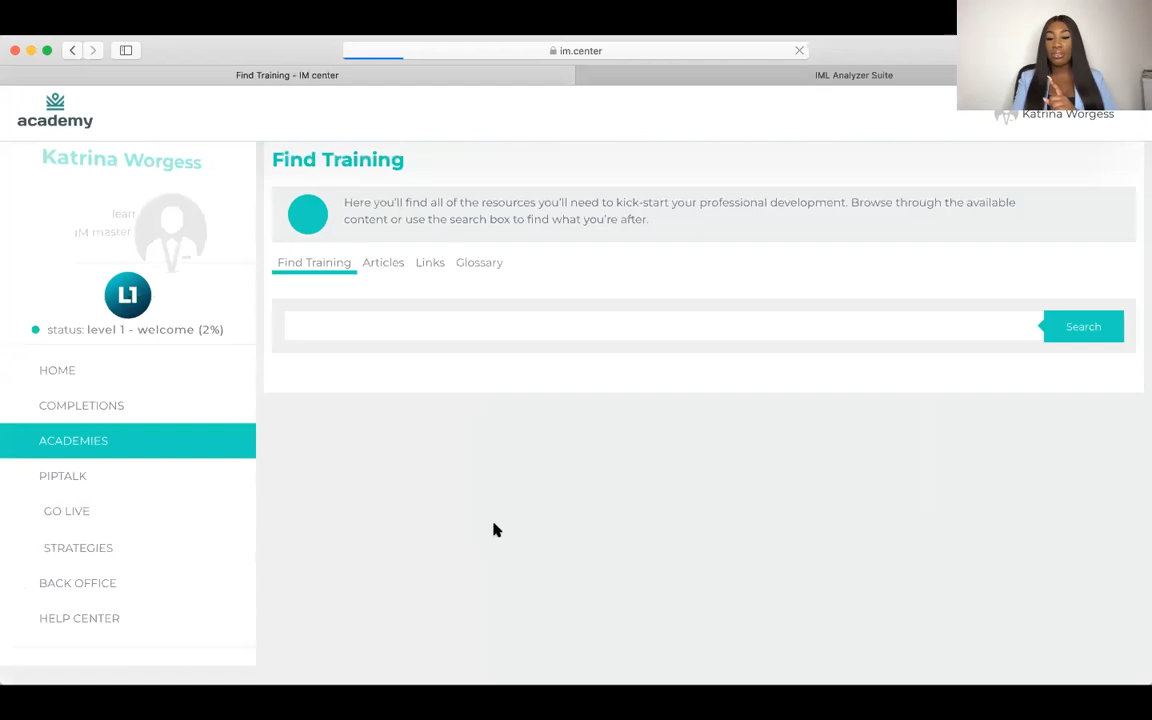 im.center
Find Training - IM center
IML Analyzer Suite
academy
Katrina Worgess
Katrina Worgess
learn
IM master
L1
status: level 1 - welcome (2%)
HOME
COMPLETIONS
ACADEMIES
PIPTALK
GO LIVE
STRATEGIES
BACK OFFICE
HELP CENTER
Find Training
Here you'll find all of the resources you'll need to kick-start your professional development. Browse through the available
content or use the search box to find what you're after.
Find Training Articles Links Glossary
Search